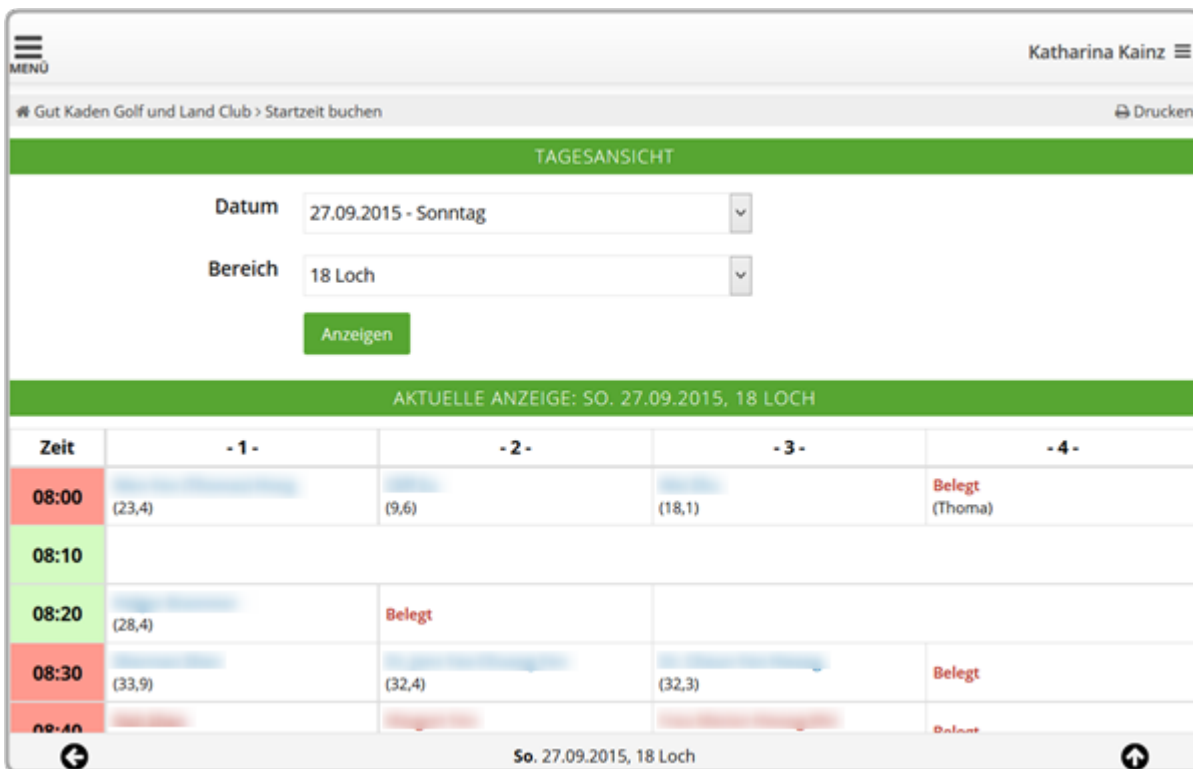 MENÜ
Katharina Kainz
Gut Kaden Golf und Land Club › Startzeit buchen
Drucken
TAGESANSICHT
Datum
27.09.2015 - Sonntag
Bereich
18 Loch
Anzeigen
AKTUELLE ANZEIGE: SO. 27.09.2015, 18 LOCH
Zeit - 1 - - 2 - - 3 - - 4 -
08:00 (23,4) (9,6) (18,1) Belegt (Thoma)
08:10
08:20 (28,4) Belegt
08:30 (33,9) (32,4) (32,3) Belegt
08:40 Belegt
So. 27.09.2015, 18 Loch